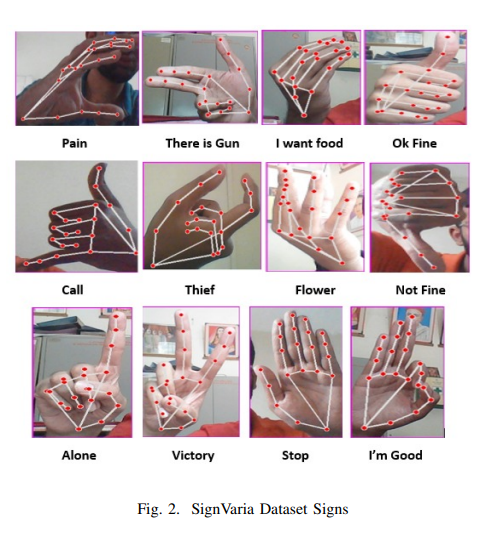 Pain There is Gun I want food Ok Fine
Call Thief Flower Not Fine
Alone Victory Stop I'm Good
Fig. 2. SignVaria Dataset Signs